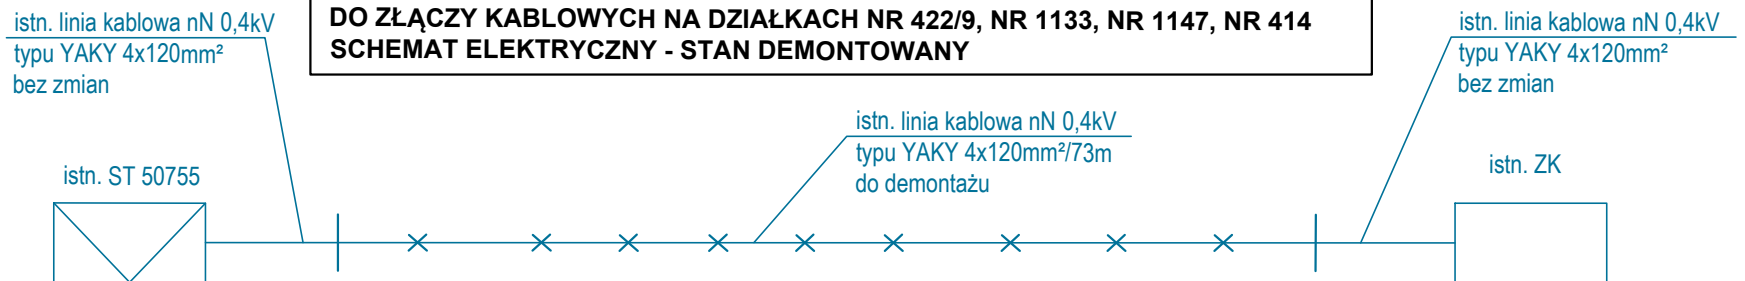 DO ZŁĄCZY KABLOWYCH NA DZIAŁKACH NR 422/9, NR 1133, NR 1147, NR 414
SCHEMAT ELEKTRYCZNY - STAN DEMONTOWANY
istn. linia kablowa nN 0,4kV
typu YAKY 4x120mm²
bez zmian
istn. linia kablowa nN 0,4kV
typu YAKY 4x120mm²/73m
do demontażu
istn. linia kablowa nN 0,4kV
typu YAKY 4x120mm²
bez zmian
istn. ST 50755
istn. ZK